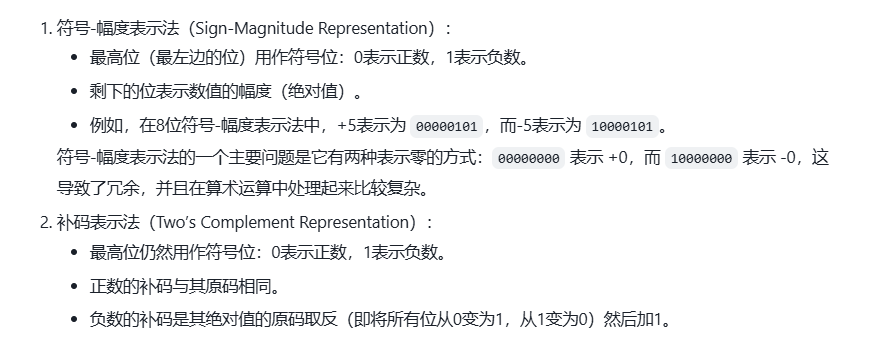 1. 符号-幅度表示法（Sign-Magnitude Representation）：
• 最高位（最左边的位）用作符号位：0表示正数，1表示负数。
• 剩下的位表示数值的幅度（绝对值）。
• 例如，在8位符号-幅度表示法中，+5表示为 00000101，而-5表示为 10000101。
符号-幅度表示法的一个主要问题是它有两种表示零的方式：00000000 表示 +0，而 10000000 表示 -0，这
导致了冗余，并且在算术运算中处理起来比较复杂。
2. 补码表示法（Two’s Complement Representation）：
• 最高位仍然用作符号位：0表示正数，1表示负数。
• 正数的补码与其原码相同。
• 负数的补码是其绝对值的原码取反（即将所有位从0变为1，从1变为0）然后加1。